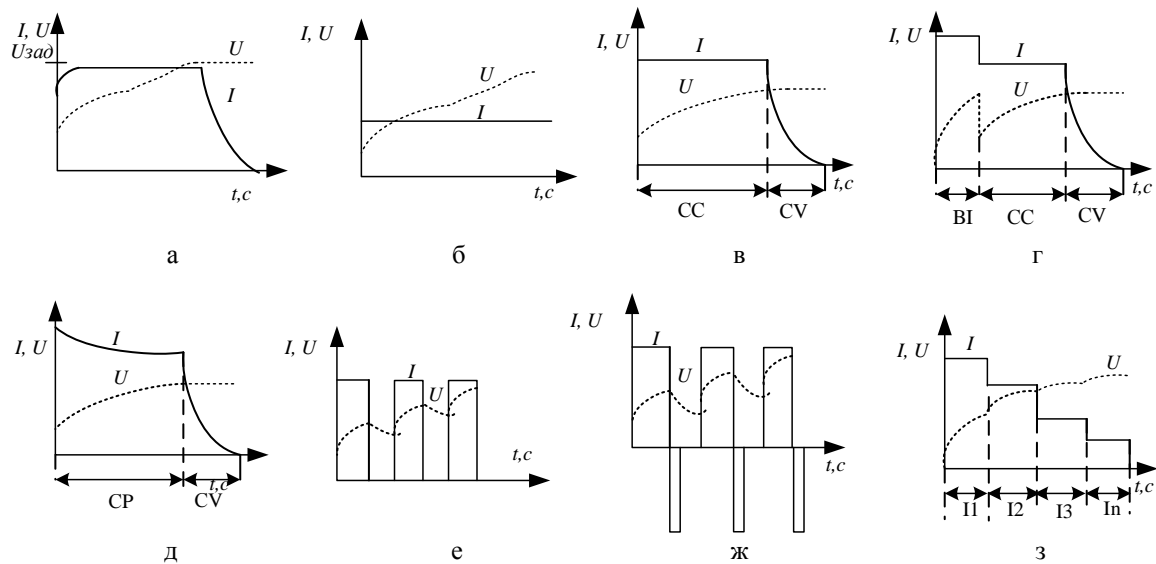 I, U
Uзад
U
I
t,c
а
I, U
U
I
t,c
б
I, U
I
U
t,c
CC
CV
в
I, U
I
U
t,c
BI
CC
CV
г
I, U
I
U
t,c
CP
CV
д
I, U
I
U
t,c
е
I, U
I
U
t,c
ж
I, U
I
U
t,c
I1
I2
I3
In
з